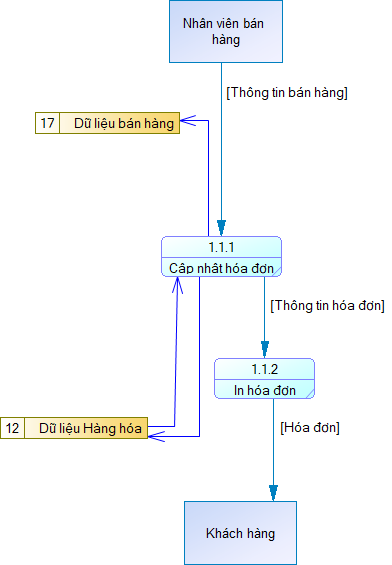 Nhân viên bán
hàng
[Thông tin bán hàng]
17 Dữ liệu bán hàng
1.1.1
Cập nhật hóa đơn
[Thông tin hóa đơn]
1.1.2
In hóa đơn
12 Dữ liệu Hàng hóa
[Hóa đơn]
Khách hàng